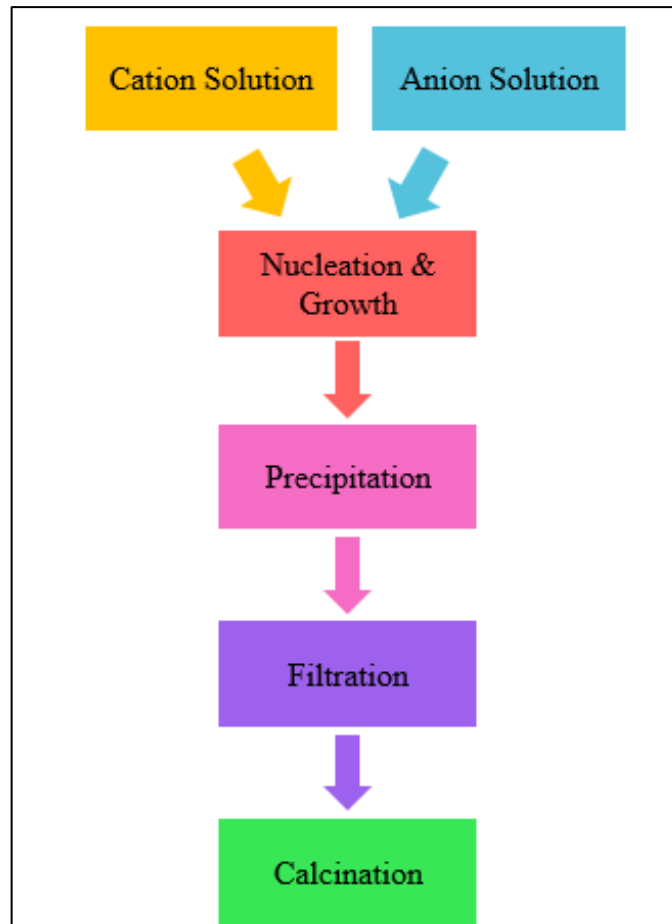 Cation Solution
Anion Solution
Nucleation &
Growth
Precipitation
Filtration
Calcination